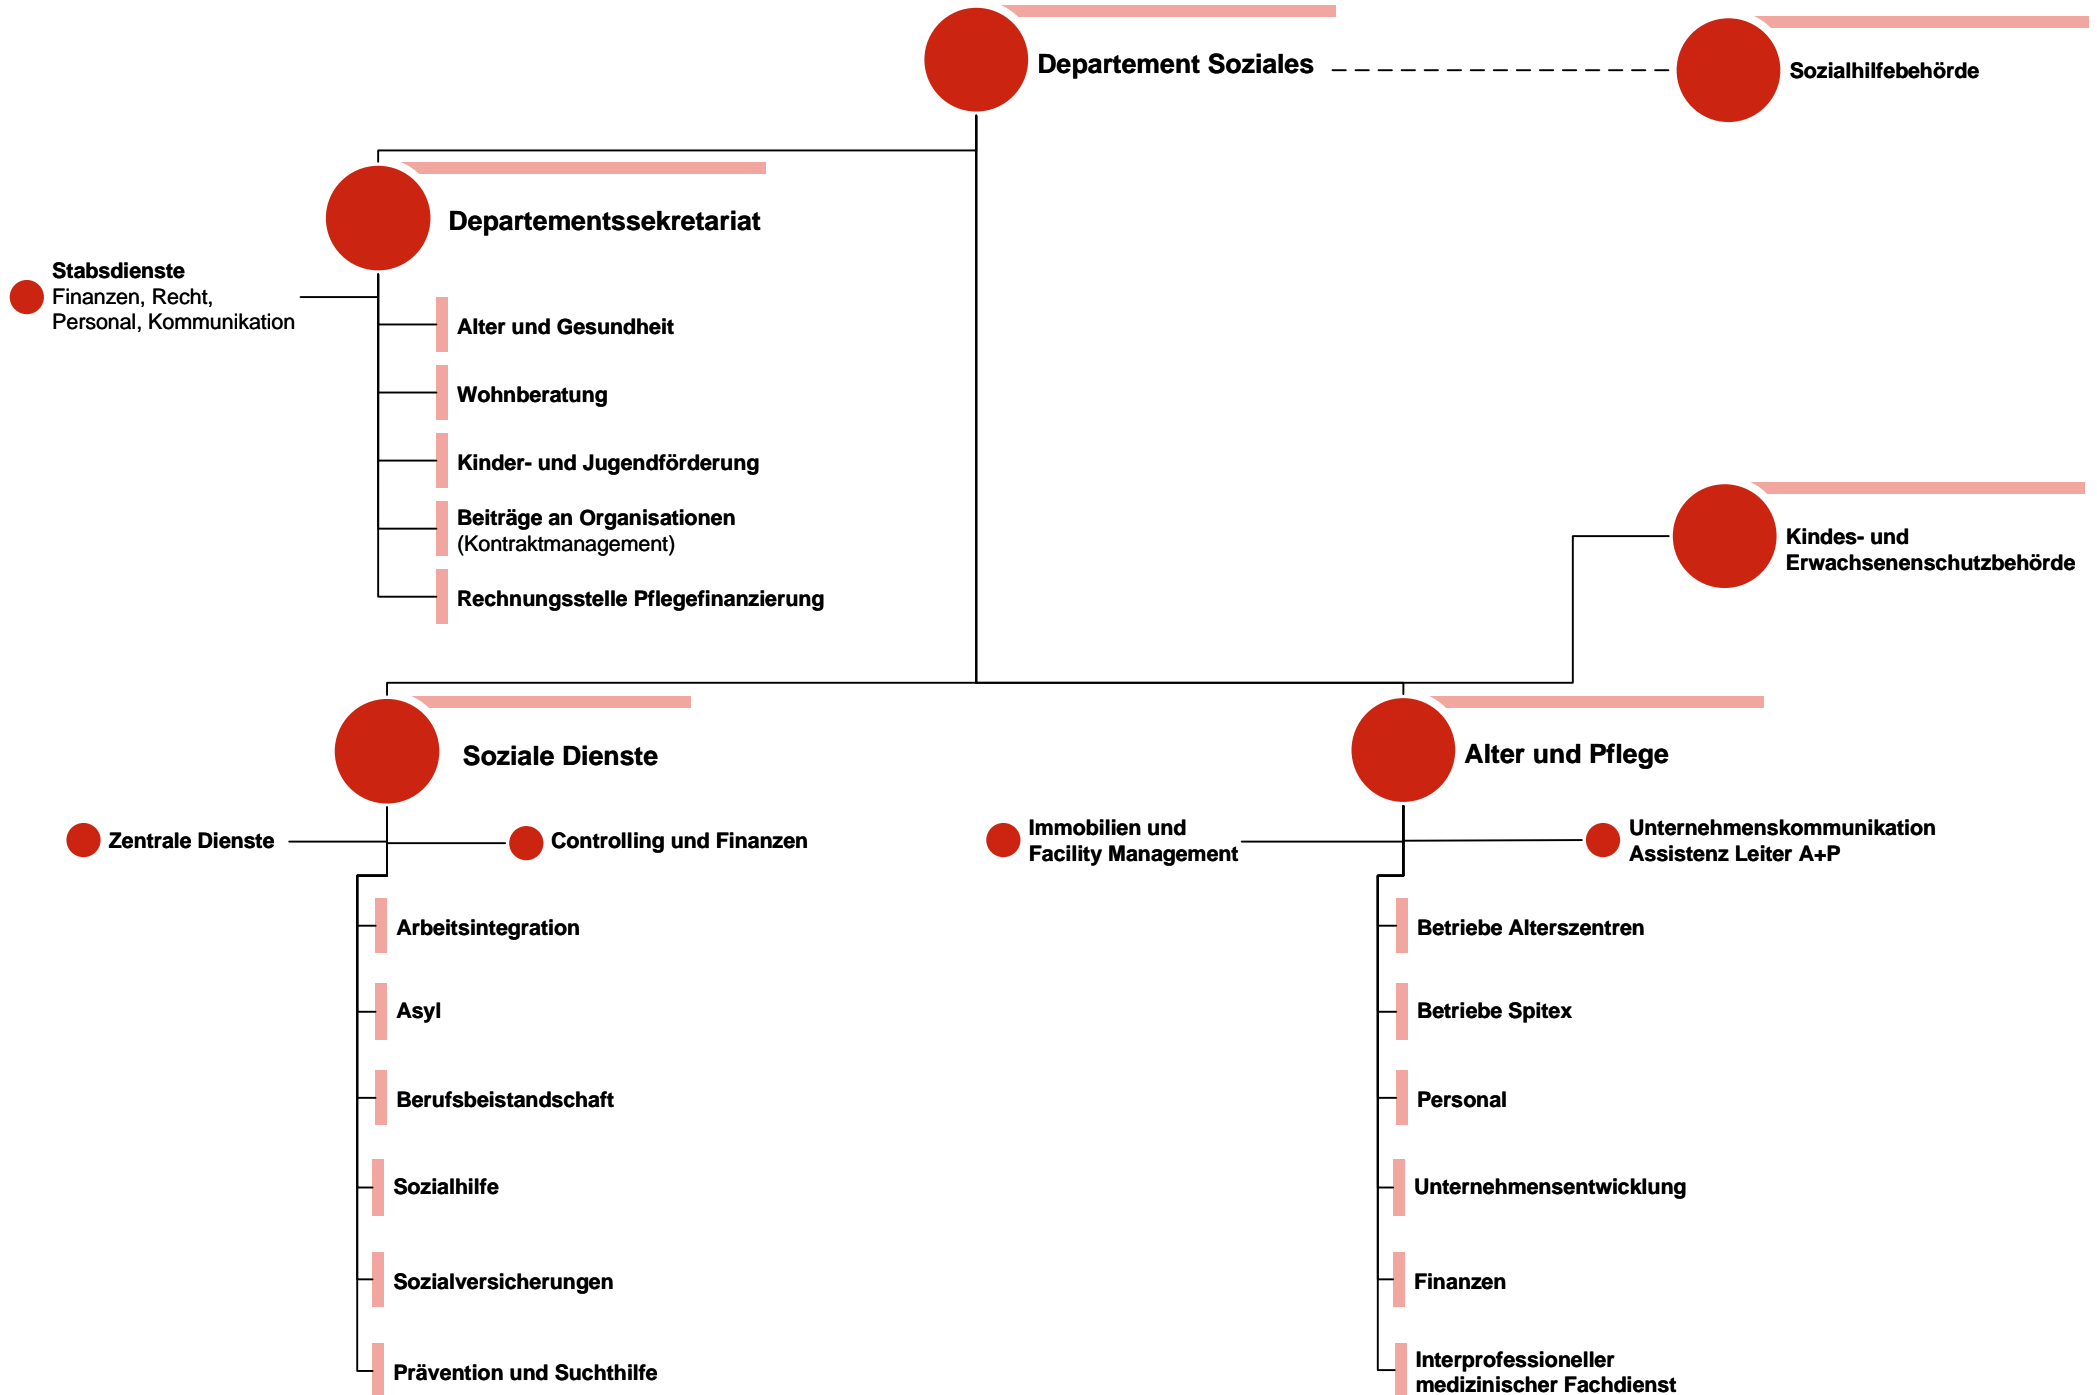 Departement Soziales
Sozialhilfebehörde
Departementssekretariat
Stabsdienste
Finanzen, Recht,
Personal, Kommunikation
Alter und Gesundheit
Wohnberatung
Kinder- und Jugendförderung
Beiträge an Organisationen
(Kontraktmanagement)
Rechnungsstelle Pflegefinanzierung
Kindes- und
Erwachsenenschutzbehörde
Soziale Dienste
Zentrale Dienste
Controlling und Finanzen
Arbeitsintegration
Asyl
Berufsbeistandschaft
Sozialhilfe
Sozialversicherungen
Prävention und Suchthilfe
Alter und Pflege
Immobilien und
Facility Management
Unternehmenskommunikation
Assistenz Leiter A+P
Betriebe Alterszentren
Betriebe Spitex
Personal
Unternehmensentwicklung
Finanzen
Interprofessioneller
medizinischer Fachdienst